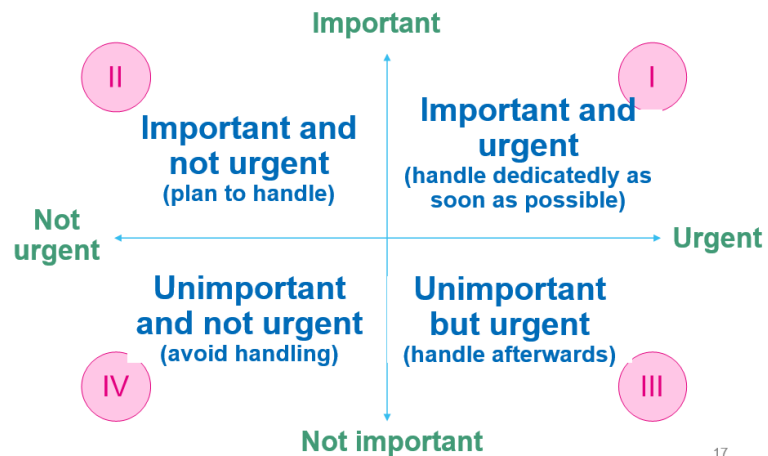 Important
II
I
Important and
not urgent
(plan to handle)
Important and
urgent
(handle dedicatedly as
soon as possible)
Not
urgent
Urgent
Unimportant
and not urgent
(avoid handling)
Unimportant
but urgent
(handle afterwards)
IV
III
Not important
17